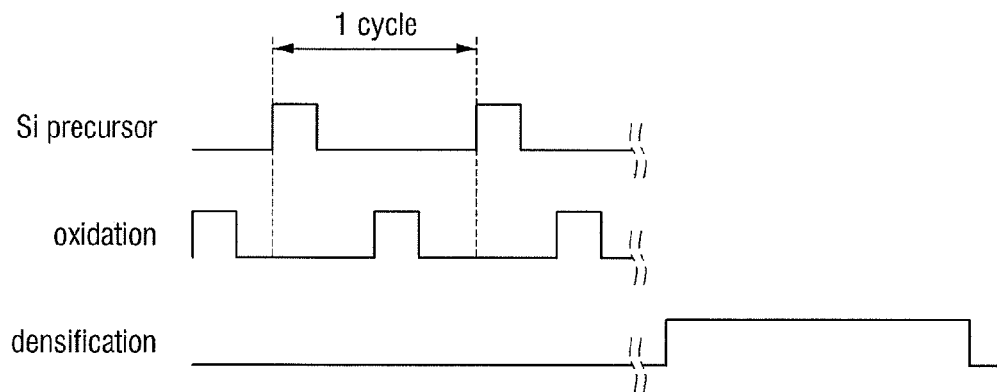 1 cycle
Si precursor
oxidation
densification